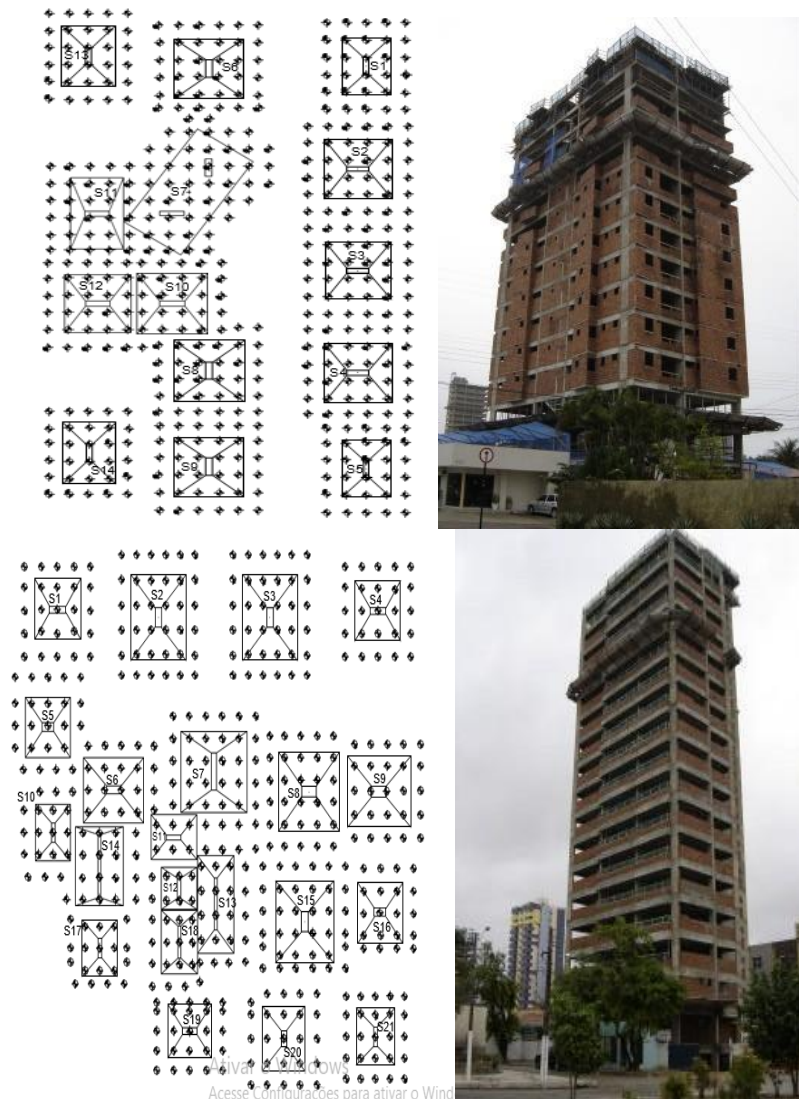 S13
S6
S1
S2
S11
S7
S3
S12
S10
S8
S4
S14
S9
S5
S1
S2
S3
S4
S5
S6
S7
S8
S9
S10
S14
S11
S12
S13
S15
S16
S17
S18
S19
S20
S21
Ativar o Windows
Acesse Configurações para ativar o Wind